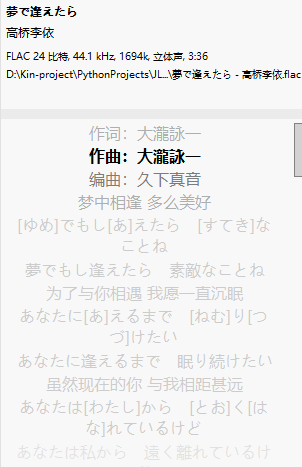 夢で逢えたら
高桥李依
FLAC 24 比特, 44.1 kHz, 1694k, 立体声, 3:36
D:\Kin-project\PythonProjects\JL...\夢で逢えたら - 高桥李依.flac
作词：大瀧詠一
作曲：大瀧詠一
编曲：久下真音
梦中相逢 多么美好
[ゆめ]でもし[あ]えたら　[すてき]な
ことね
夢でもし逢えたら　素敵なことね
为了与你相遇 我愿一直沉眠
あなたに[あ]えるまで　[ねむ]り[つ
づ]けたい
あなたに逢えるまで　眠り続けたい
虽然现在的你 与我相距甚远
あなたは[わたし]から　[とお]く[は
な]れているけど
あなたは私から　遠く離れているけ